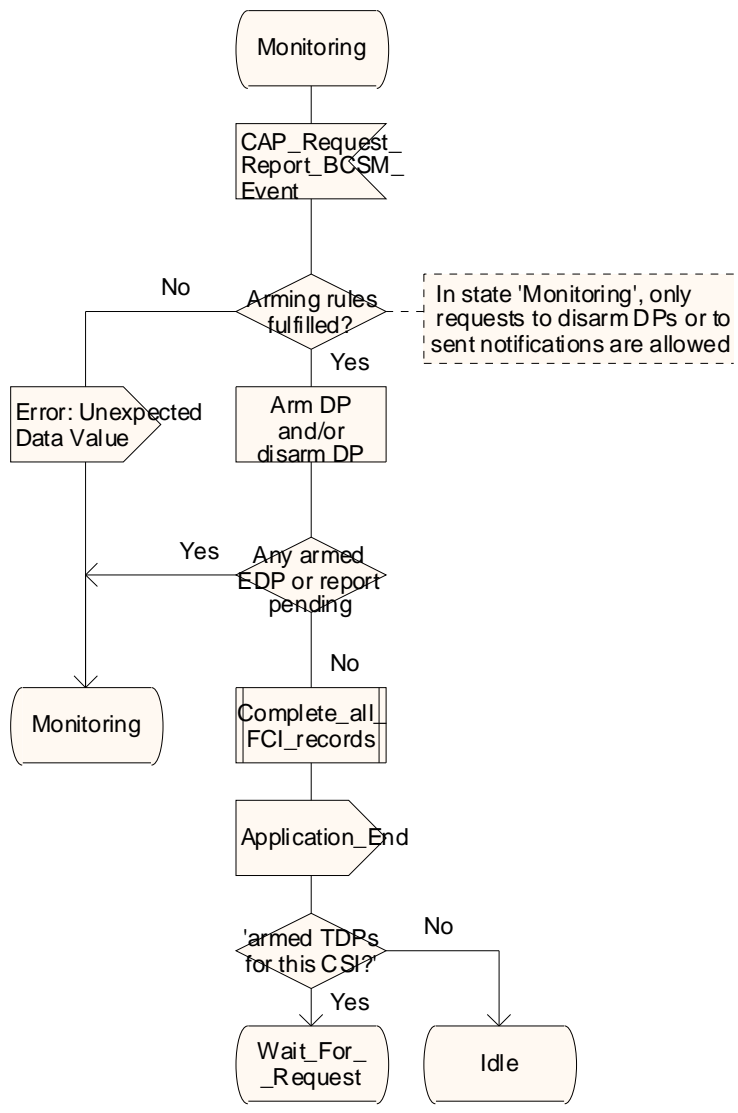 Monitoring
CAP_Request_
Report_BCSM_
Event
No
Arming rules
fulfilled?
In state 'Monitoring', only
requests to disarm DPs or to
sent notifications are allowed
Yes
Error: Unexpected
Data Value
Arm DP
and/or
disarm DP
Yes
Any armed
EDP or report
pending
No
Monitoring
Complete_all_
FCI_records
Application_End
'armed TDPs
for this CSI?'
No
Yes
Wait_For_
_Request
Idle